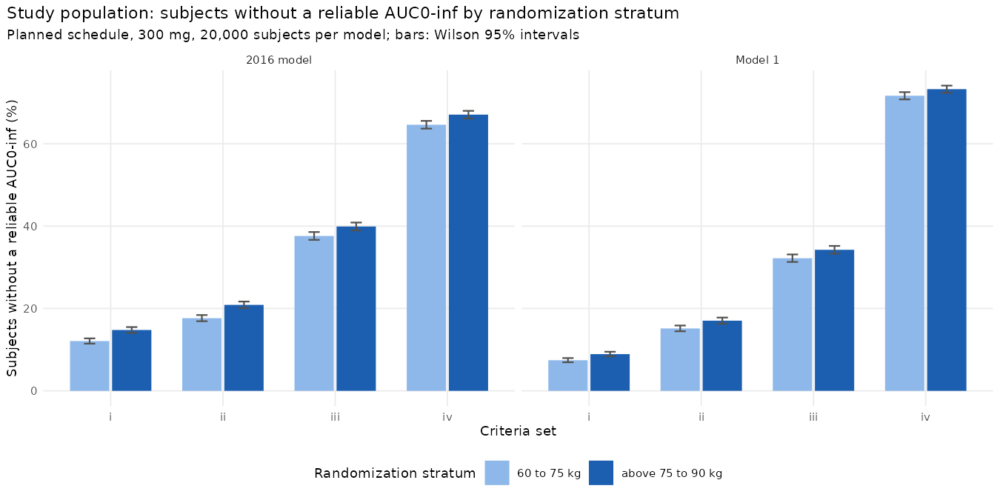 Study population: subjects without a reliable AUC0-inf by randomization stratum
Planned schedule, 300 mg, 20,000 subjects per model; bars: Wilson 95% intervals
2016 model
Model 1
Subjects without a reliable AUC0-inf (%)
60
40
20
0
i
ii
iii
iv
i
ii
iii
iv
Criteria set
Randomization stratum
60 to 75 kg
above 75 to 90 kg